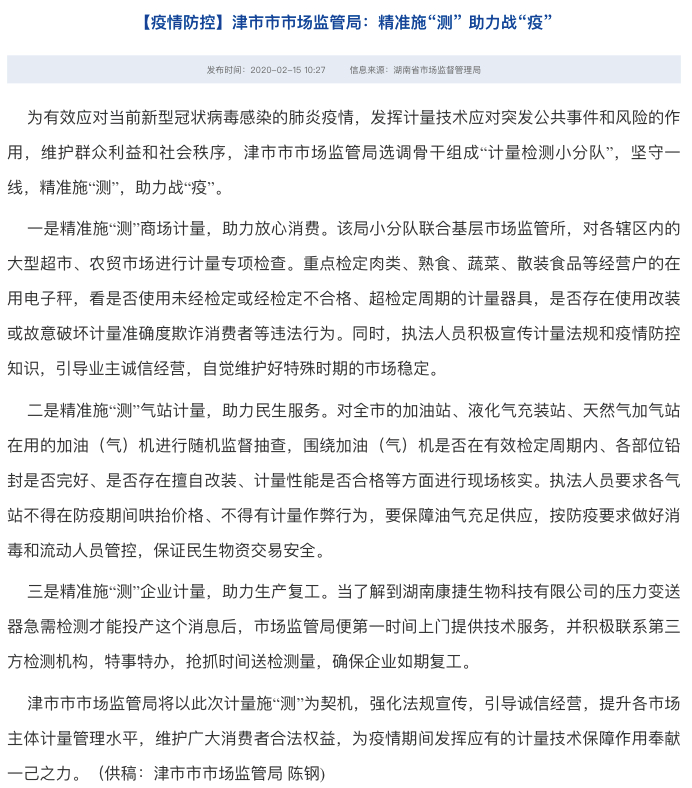 【疫情防控】津市市市场监管局：精准施“测” 助力战“疫”
发布时间：2020-02-15 10:27 信息来源：湖南省市场监督管理局
为有效应对当前新型冠状病毒感染的肺炎疫情，发挥计量技术应对突发公共事件和风险的作
用，维护群众利益和社会秩序，津市市市场监管局选调骨干组成“计量检测小分队”，坚守一
线，精准施“测”，助力战“疫”。
一是精准施“测”商场计量，助力放心消费。该局小分队联合基层市场监管所，对各辖区内的
大型超市、农贸市场进行计量专项检查。重点检定肉类、熟食、蔬菜、散装食品等经营户的在
用电子秤，看是否使用未经检定或经检定不合格、超检定周期的计量器具，是否存在使用改装
或故意破坏计量准确度欺诈消费者等违法行为。同时，执法人员积极宣传计量法规和疫情防控
知识，引导业主诚信经营，自觉维护好特殊时期的市场稳定。
二是精准施“测”气站计量，助力民生服务。对全市的加油站、液化气充装站、天然气加气站
在用的加油（气）机进行随机监督抽查，围绕加油（气）机是否在有效检定周期内、各部位铅
封是否完好、是否存在擅自改装、计量性能是否合格等方面进行现场核实。执法人员要求各气
站不得在防疫期间哄抬价格、不得有计量作弊行为，要保障油气充足供应，按防疫要求做好消
毒和流动人员管控，保证民生物资交易安全。
三是精准施“测”企业计量，助力生产复工。当了解到湖南康捷生物科技有限公司的压力变送
器急需检测才能投产这个消息后，市场监管局便第一时间上门提供技术服务，并积极联系第三
方检测机构，特事特办，抢抓时间送检测量，确保企业如期复工。
津市市市场监管局将以此次计量施“测”为契机，强化法规宣传，引导诚信经营，提升各市场
主体计量管理水平，维护广大消费者合法权益，为疫情期间发挥应有的计量技术保障作用奉献
一己之力。（供稿：津市市市场监管局 陈钢)